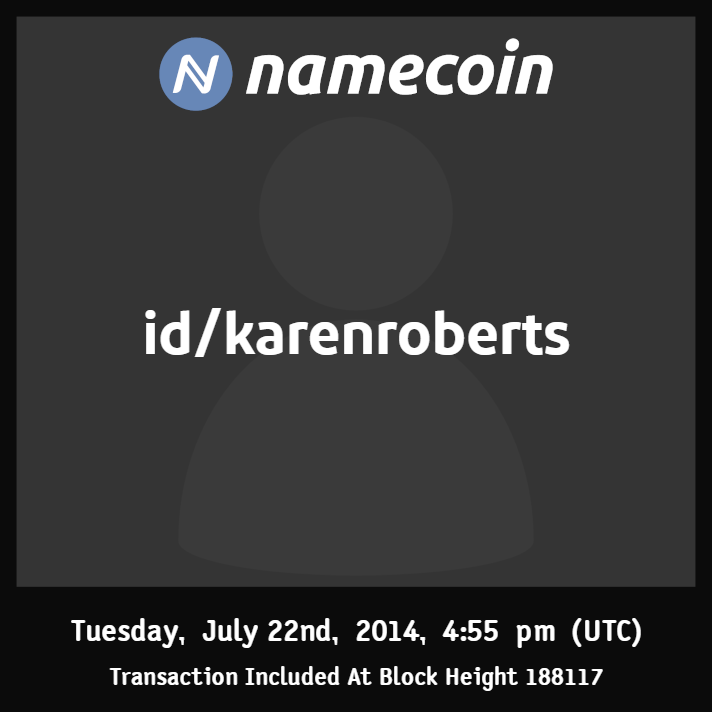 namecoin
id/karenroberts
Tuesday, July 22nd, 2014, 4:55 pm (UTC)
Transaction Included At Block Height 188117